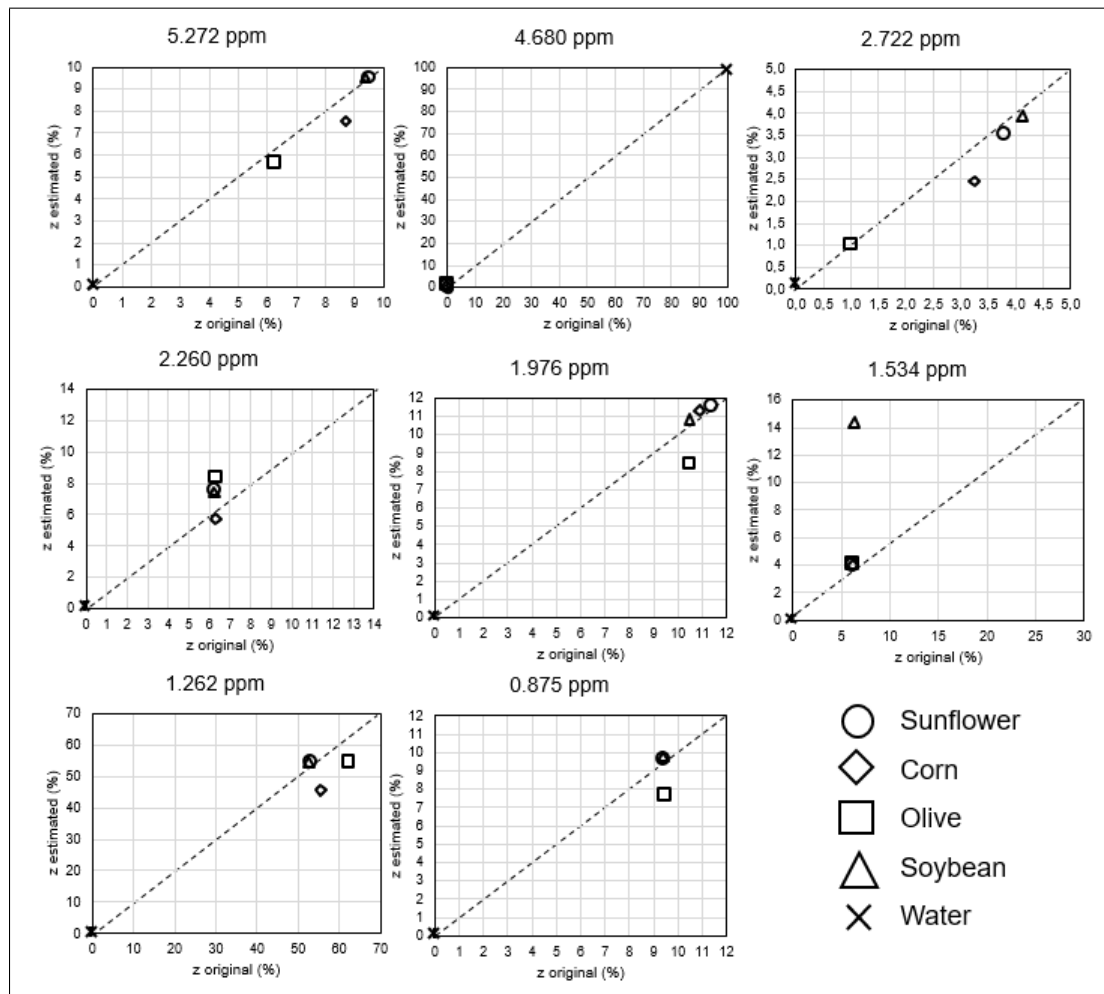 5.272 ppm
10
9
8
7
6
5
4
3
2
1
0
z estimated (%)
0 1 2 3 4 5 6 7 8 9 10
z original (%)
4.680 ppm
100
90
80
70
60
50
40
30
20
10
0
z estimated (%)
0 10 20 30 40 50 60 70 80 90 100
z original (%)
2.722 ppm
5,0
4,5
4,0
3,5
3,0
2,5
2,0
1,5
1,0
0,5
0,0
z estimated (%)
0,0 0,5 1,0 1,5 2,0 2,5 3,0 3,5 4,0 4,5 5,0
z original (%)
2.260 ppm
14
12
10
8
6
4
2
0
z estimated (%)
0 1 2 3 4 5 6 7 8 9 10 11 12 13 14
z original (%)
1.976 ppm
12
11
10
9
8
7
6
5
4
3
2
1
0
z estimated (%)
0 1 2 3 4 5 6 7 8 9 10 11 12
z original (%)
1.534 ppm
16
14
12
10
8
6
4
2
0
z estimated (%)
0 5 10 15 20 25 30
z original (%)
1.262 ppm
70
60
50
40
30
20
10
0
z estimated (%)
0 10 20 30 40 50 60 70
z original (%)
0.875 ppm
12
11
10
9
8
7
6
5
4
3
2
1
0
z estimated (%)
0 1 2 3 4 5 6 7 8 9 10 11 12
z original (%)
Sunflower
Corn
Olive
Soybean
Water